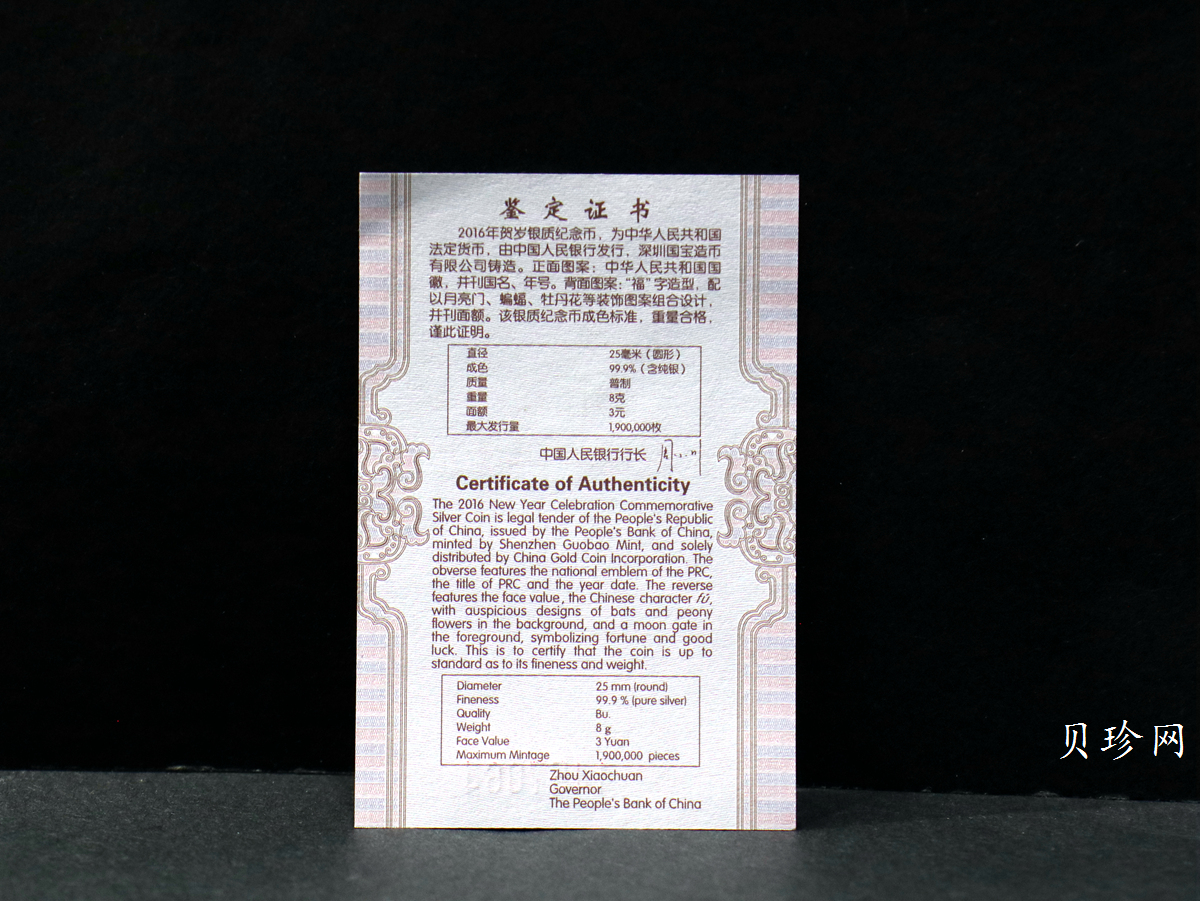 鉴定证书
2016年贺岁银质纪念币，为中华人民共和国
法定货币，由中国人民银行发行，深圳国宝造币
有限公司铸造。正面图案：中华人民共和国国
徽，并刊国名、年号。背面图案：“福”字造型，配
以月亮门、蝙蝠、牡丹花等装饰图案组合设计，
并刊面额。该银质纪念币成色标准，重量合格，
谨此证明。
直径 25毫米（圆形）
成色 99.9%（含纯银）
质量 普制
重量 8克
面额 3元
最大发行量 1,900,000枚
中国人民银行行长
Certificate of Authenticity
The 2016 New Year Celebration Commemorative
Silver Coin is legal tender of the People's Republic
of China, issued by the People's Bank of China,
minted by Shenzhen Guobao Mint, and solely
distributed by China Gold Coin Incorporation. The
obverse features the national emblem of the PRC,
the title of PRC and the year date. The reverse
features the face value, the Chinese character fú,
with auspicious designs of bats and peony
flowers in the background, and a moon gate in
the foreground, symbolizing fortune and good
luck. This is to certify that the coin is up to
standard as to its fineness and weight.
Diameter 25 mm (round)
Fineness 99.9 % (pure silver)
Quality Bu.
Weight 8 g
Face Value 3 Yuan
Maximum Mintage 1,900,000 pieces
Zhou Xiaochuan
Governor
The People's Bank of China
贝珍网